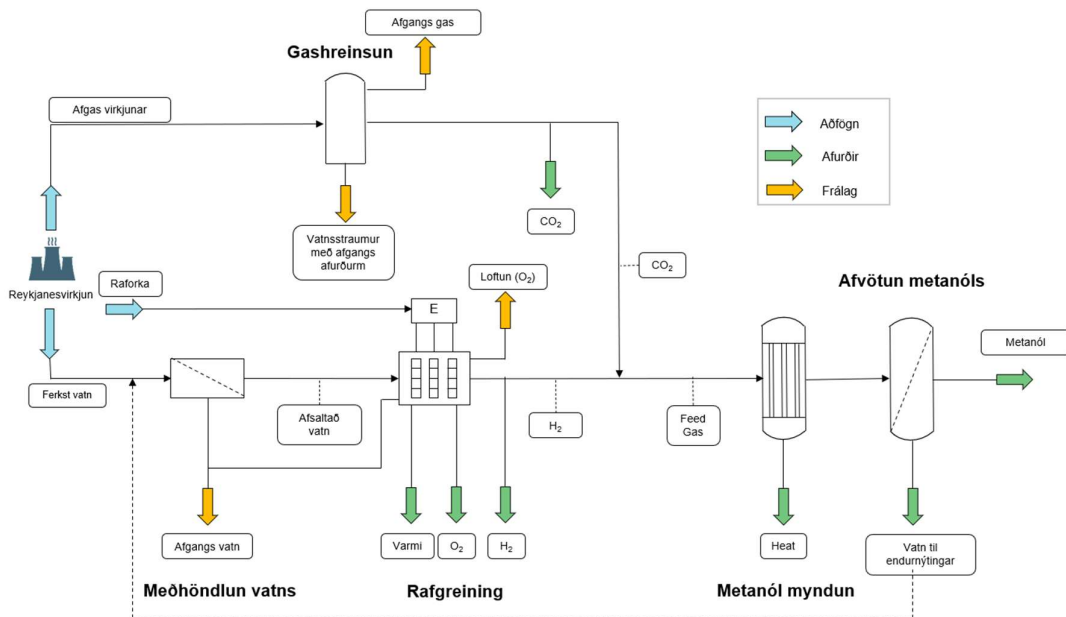 Afgangs gas
Gashreinsun
Afgas virkjunar
Aðfögn
Afurðir
Frálag
CO₂
Vatnsstraumur
með afgangs
afurðurm
Loftun (O₂)
CO₂
Afvötun metanóls
Raforka
Reykjanesvirkjun
E
Metanól
Ferkst vatn
Afsaltað
vatn
H₂
Feed
Gas
Afgangs vatn
Varmi
O₂
H₂
Heat
Vatn til
endurnýtingar
Meðhöndlun vatns
Rafgreining
Metanól myndun